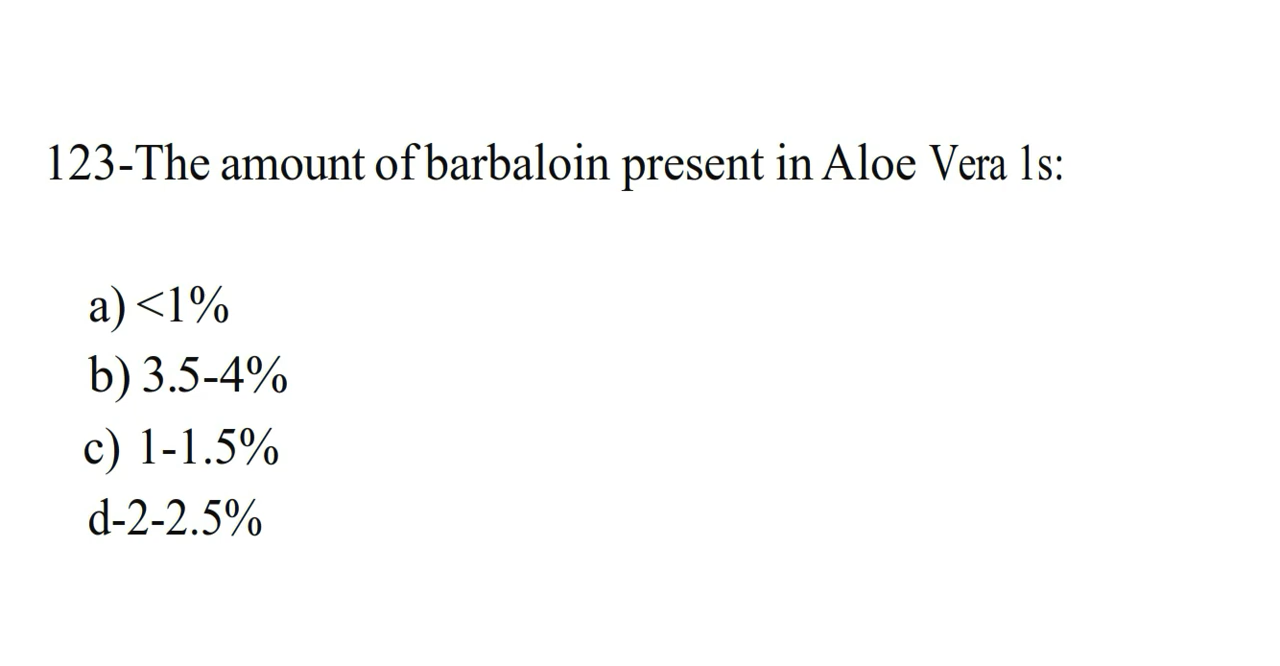 123-The amount of barbaloin present in Aloe Vera 1s:
a) <1%
b) 3.5-4%
c) 1-1.5%
d-2-2.5%